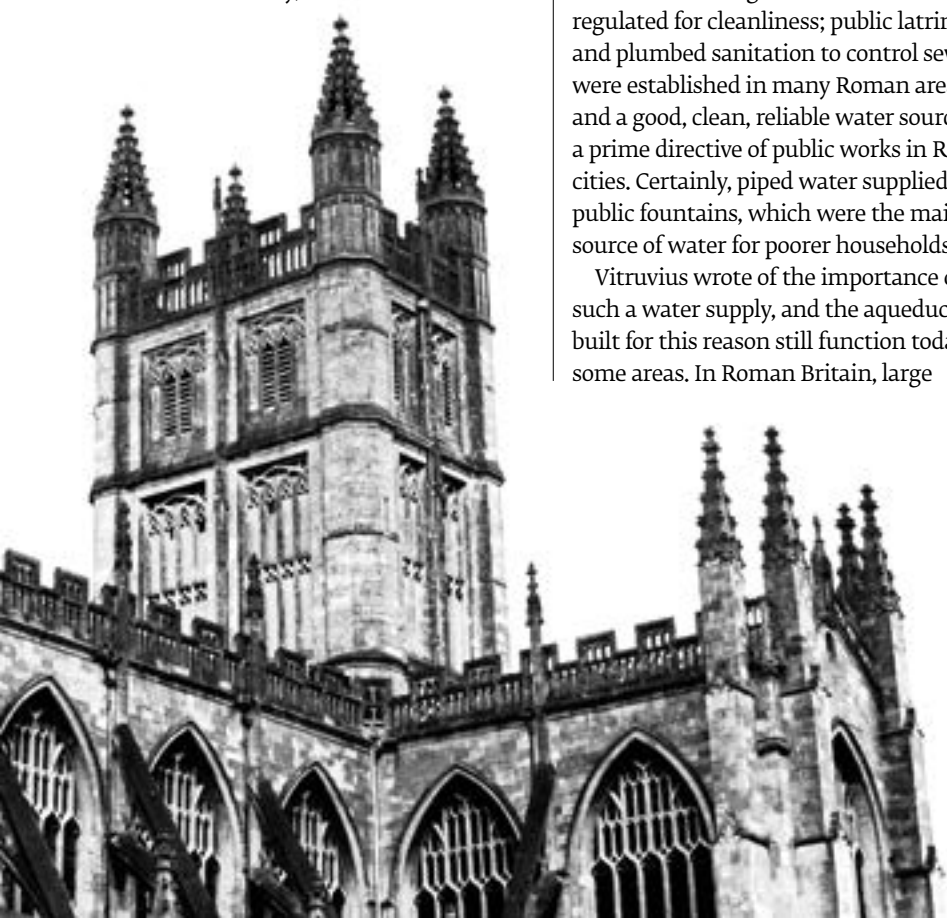 regulated for cleanliness; public
and plumbed sanitation to control
were established in many Roman
and a good, clean, reliable water
a prime directive of public works in
cities. Certainly, piped water supplied
public fountains, which were the
source of water for poorer households
Vitruvius wrote of the importance
such a water supply, and the
built for this reason still function
some areas. In Roman Britain, large